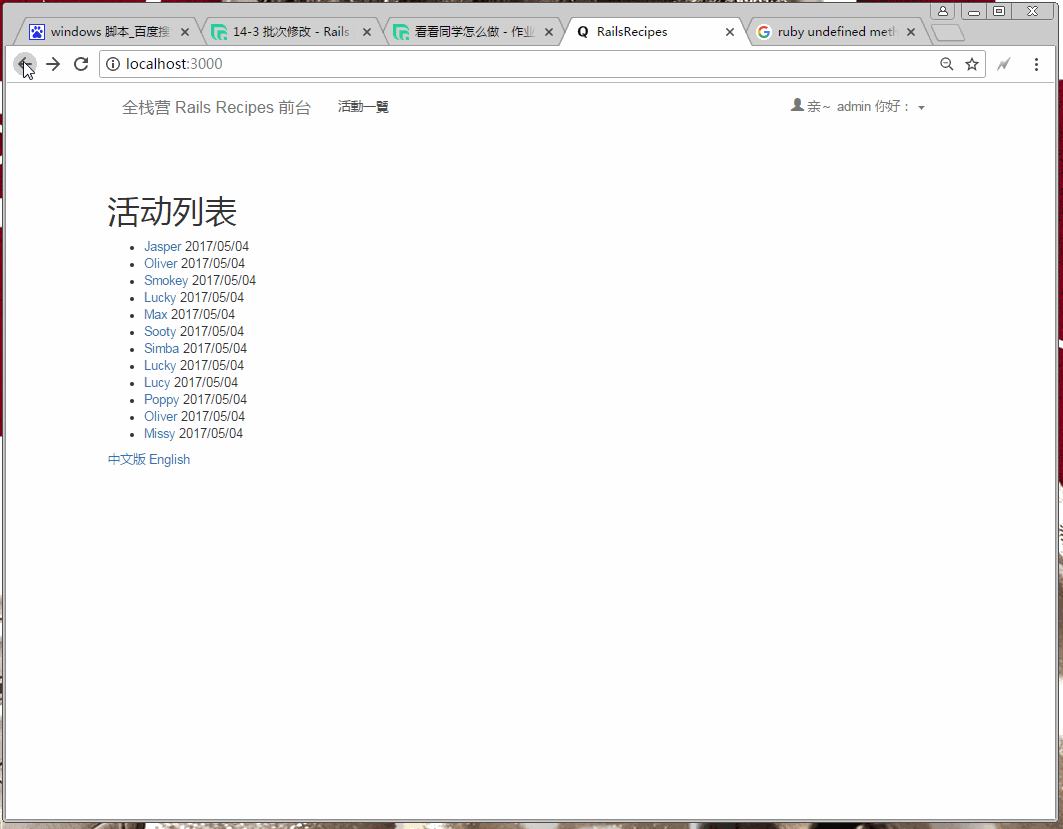 windows 脚本_百度搜 14-3 批次修改 - Rails 看看同学怎么做 - 作业 RailsRecipes ruby undefined meth
localhost:3000
全栈营 Rails Recipes 前台 活動一覽 亲~ admin 你好：
活动列表
Jasper 2017/05/04
Oliver 2017/05/04
Smokey 2017/05/04
Lucky 2017/05/04
Max 2017/05/04
Sooty 2017/05/04
Simba 2017/05/04
Lucky 2017/05/04
Lucy 2017/05/04
Poppy 2017/05/04
Oliver 2017/05/04
Missy 2017/05/04
中文版 English